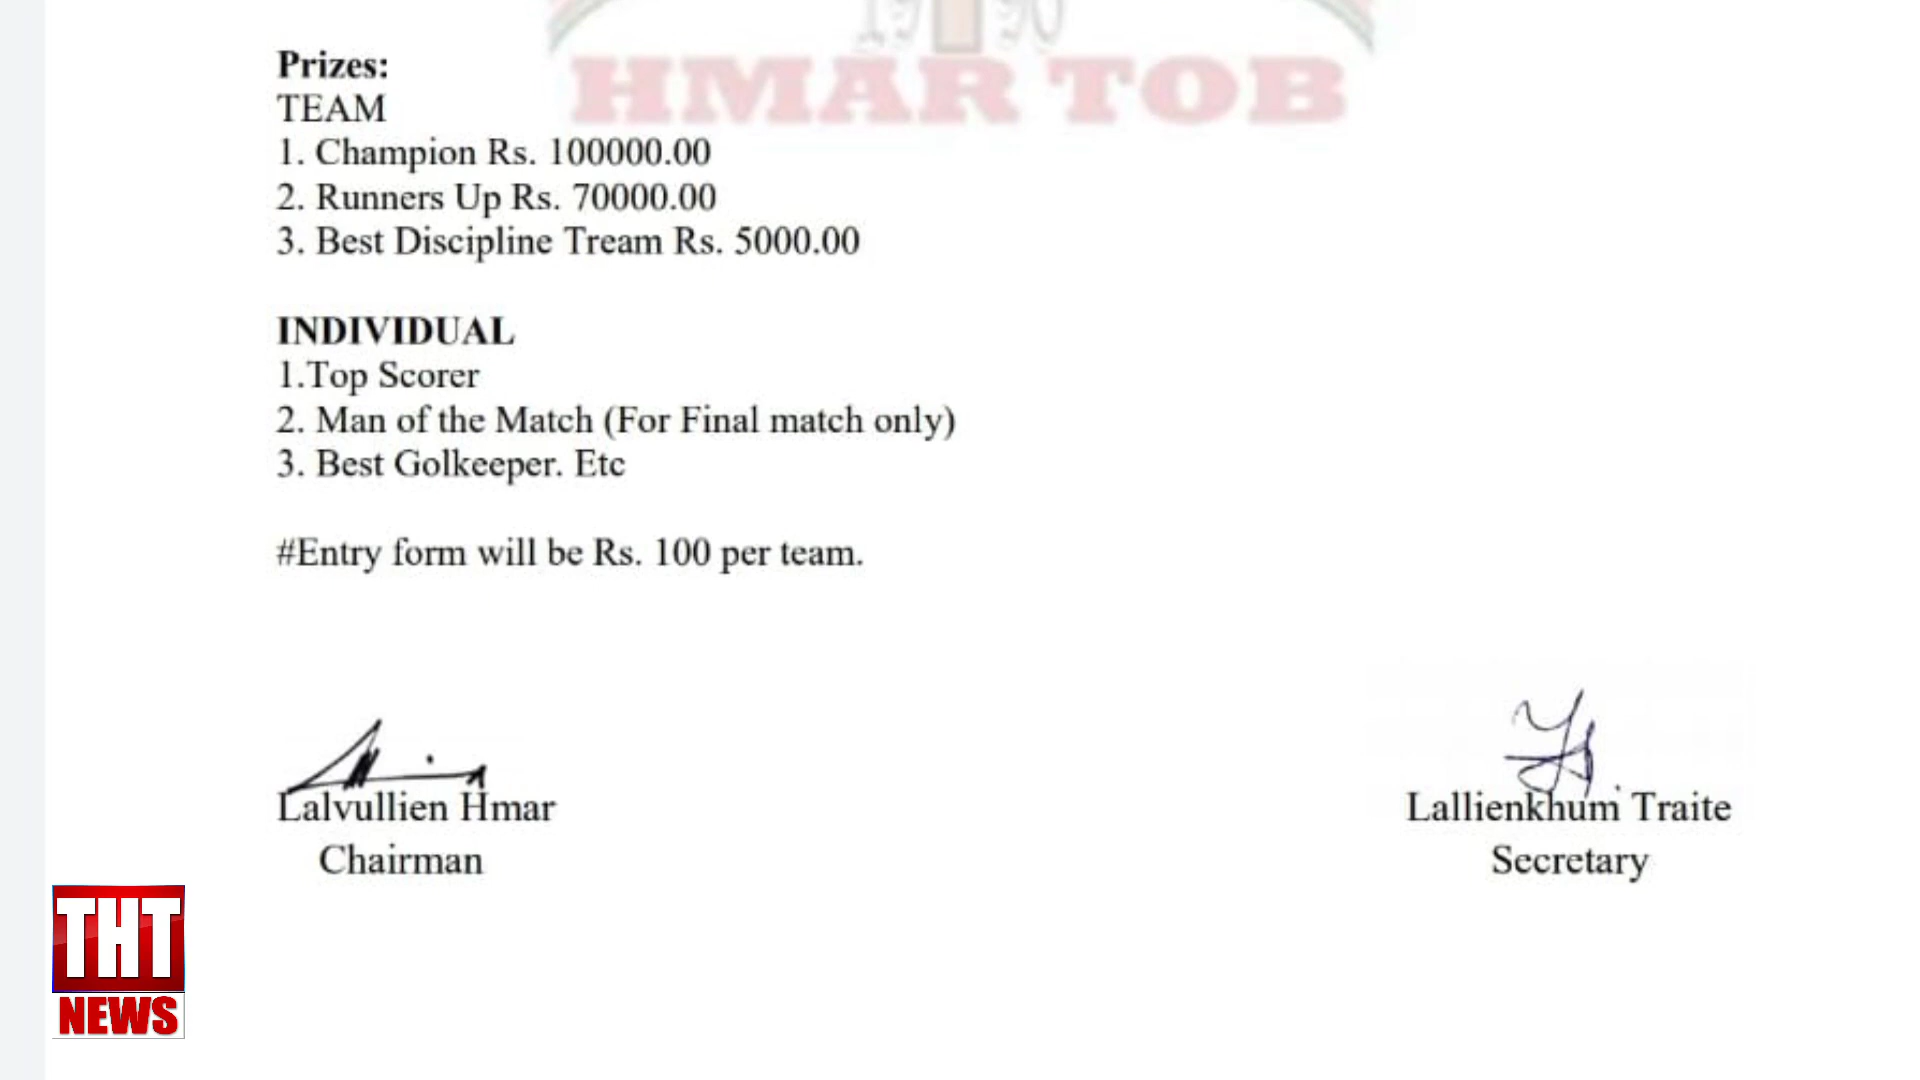 1990
HMAR TOB
Prizes:
TEAM
1. Champion Rs. 100000.00
2. Runners Up Rs. 70000.00
3. Best Discipline Tream Rs. 5000.00
INDIVIDUAL
1.Top Scorer
2. Man of the Match (For Final match only)
3. Best Golkeeper. Etc
#Entry form will be Rs. 100 per team.
Lalvullien Hmar
Chairman
Lallienkhum Traite
Secretary
THT
NEWS